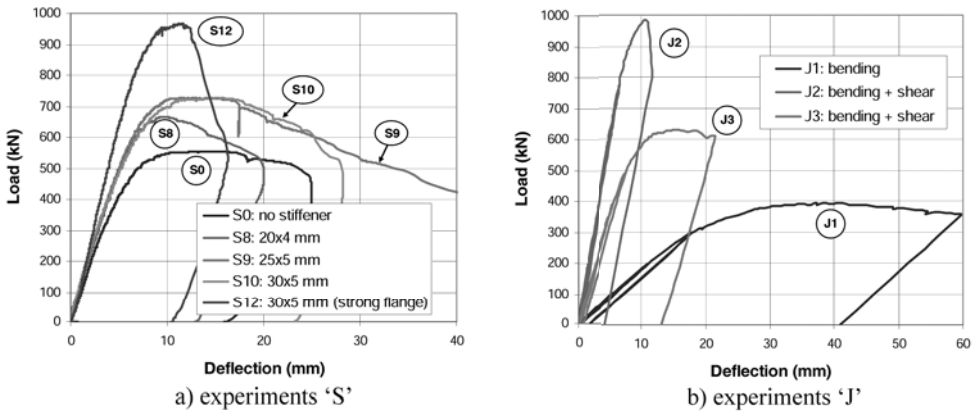 1000
900
800
700
600
500
400
300
200
100
0
Load (kN)
S12
S10
S8
S9
S0
S0: no stiffener
S8: 20x4 mm
S9: 25x5 mm
S10: 30x5 mm
S12: 30x5 mm (strong flange)
0 10 20 30 40
Deflection (mm)
a) experiments ‘S’
1000
900
800
700
600
500
400
300
200
100
0
Load (kN)
J2
J3
J1
J1: bending
J2: bending + shear
J3: bending + shear
0 10 20 30 40 50 60
Deflection (mm)
b) experiments ‘J’